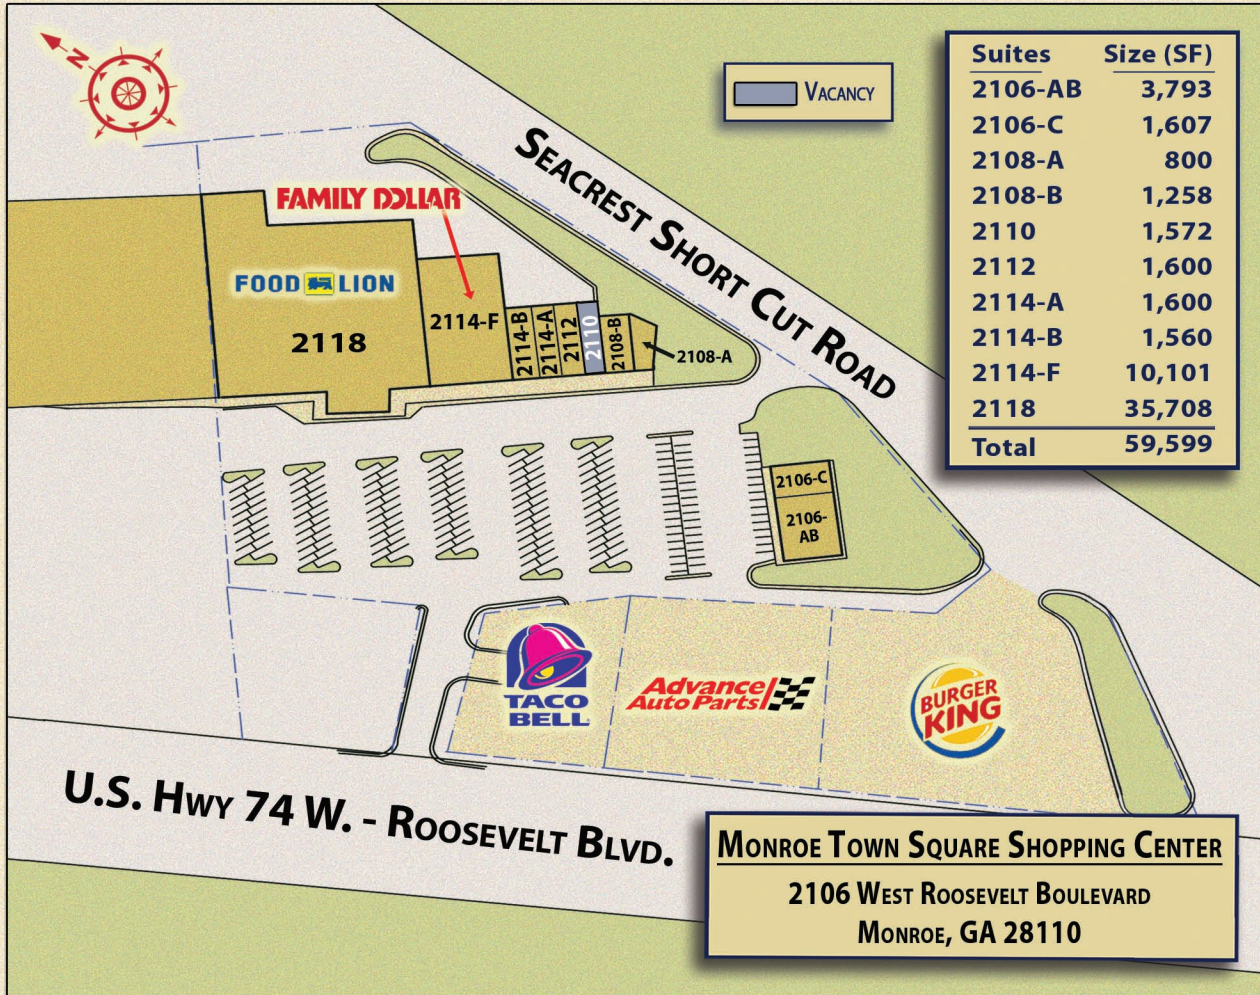 N
VACANCY
Suites Size (SF)
2106-AB 3,793
2106-C 1,607
2108-A 800
2108-B 1,258
2110 1,572
2112 1,600
2114-A 1,600
2114-B 1,560
2114-F 10,101
2118 35,708
Total 59,599
SEACREST SHORT CUT ROAD
FAMILY DOLLAR
FOOD LION
2118
2114-F
2114-B
2114-A
2112
2110
2108-B
2108-A
2106-C
2106-
AB
TACO
BELL
Advance
Auto Parts
BURGER
KING
U.S. HWY 74 W. - ROOSEVELT BLVD.
MONROE TOWN SQUARE SHOPPING CENTER
2106 WEST ROOSEVELT BOULEVARD
MONROE, GA 28110